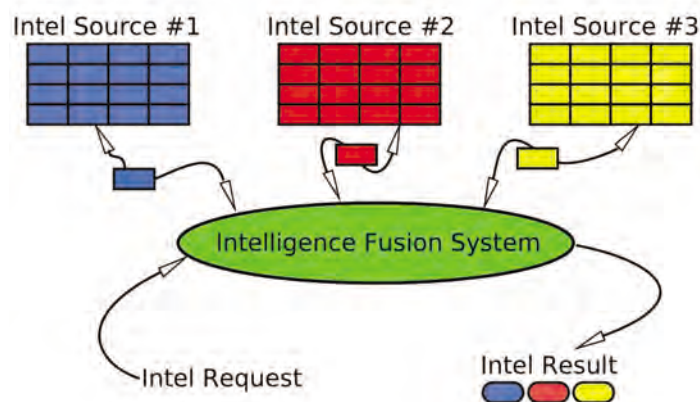 Intel Source #1
Intel Source #2
Intel Source #3
Intelligence Fusion System
Intel Request
Intel Result